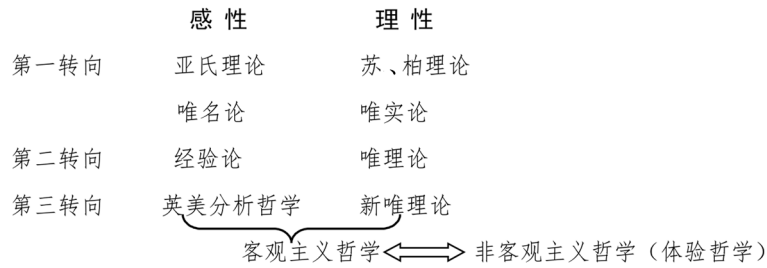 感性 理性
第一转向 亚氏理论 苏、柏理论
唯名论 唯实论
第二转向 经验论 唯理论
第三转向 英美分析哲学 新唯理论
客观主义哲学 非客观主义哲学（体验哲学）